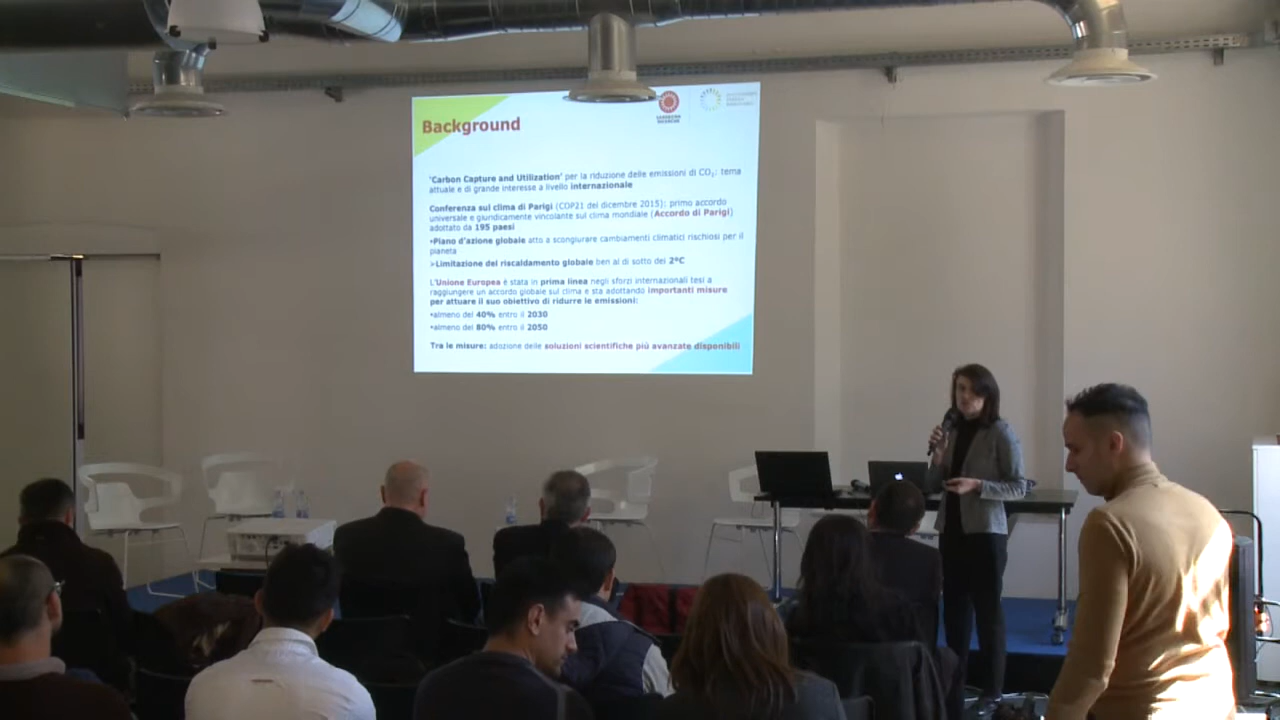 Background
SARDEGNA
RICERCHE
'Carbon Capture and Utilization' per la riduzione delle emissioni di CO2: tema
attuale e di grande interesse a livello internazionale
Conferenza sul clima di Parigi (COP21 del dicembre 2015): primo accordo
universale e giuridicamente vincolante sul clima mondiale (Accordo di Parigi)
adottato da 195 paesi
•Piano d'azione globale atto a scongiurare cambiamenti climatici rischiosi per il
pianeta
➢Limitazione del riscaldamento globale ben al di sotto dei 2ºC
L'Unione Europea è stata in prima linea negli sforzi internazionali tesi a
raggiungere un accordo globale sul clima e sta adottando importanti misure
per attuare il suo obiettivo di ridurre le emissioni:
•almeno del 40% entro il 2030
•almeno del 80% entro il 2050
Tra le misure: adozione delle soluzioni scientifiche più avanzate disponibili